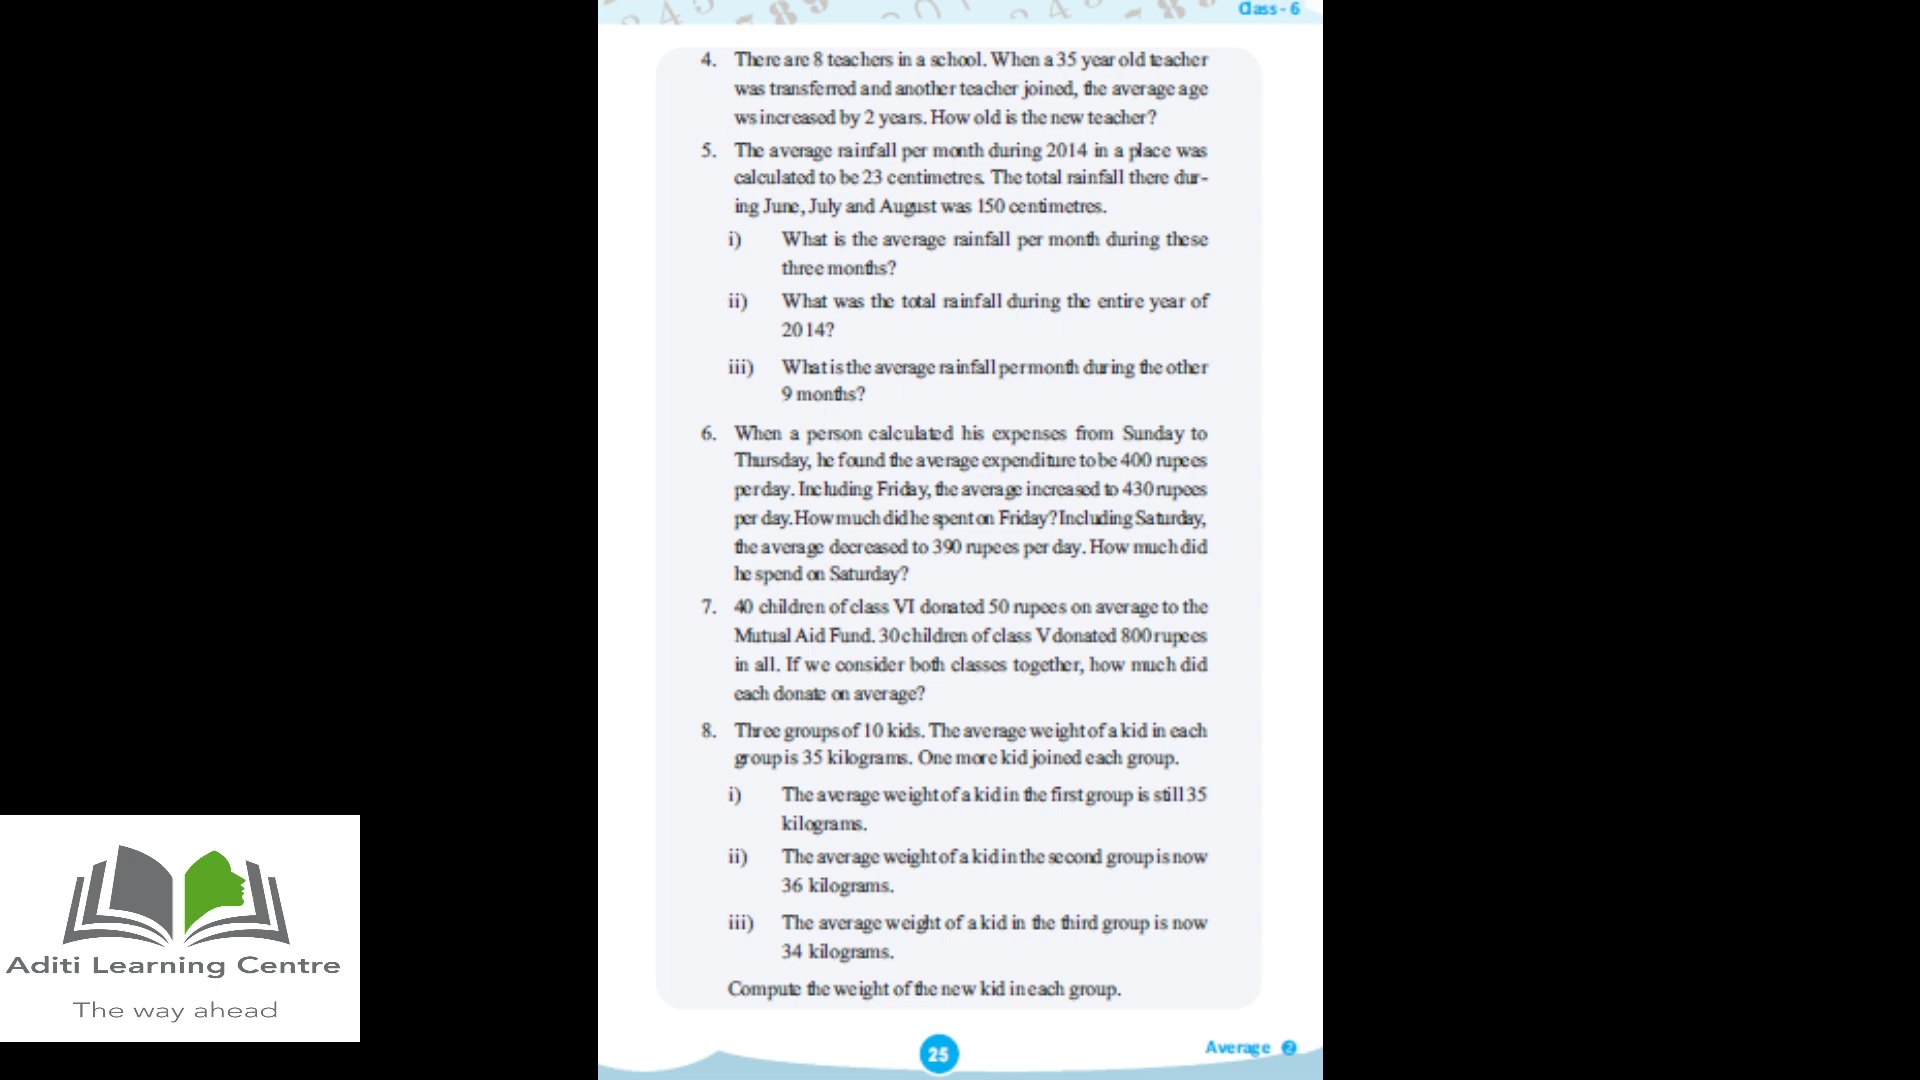 Class - 6
4. There are 8 teachers in a school. When a 35 year old teacher
was transferred and another teacher joined, the average age
ws increased by 2 years. How old is the new teacher?
5. The average rainfall per month during 2014 in a place was
calculated to be 23 centimetres. The total rainfall there dur-
ing June, July and August was 150 centimetres.
i) What is the average rainfall per month during these
three months?
ii) What was the total rainfall during the entire year of
2014?
iii) What is the average rainfall per month during the other
9 months?
6. When a person calculated his expenses from Sunday to
Thursday, he found the average expenditure to be 400 rupees
per day. Including Friday, the average increased to 430 rupees
per day. How much did he spent on Friday? Including Saturday,
the average decreased to 390 rupees per day. How much did
he spend on Saturday?
7. 40 children of class VI donated 50 rupees on average to the
Mutual Aid Fund. 30 children of class V donated 800 rupees
in all. If we consider both classes together, how much did
each donate on average?
8. Three groups of 10 kids. The average weight of a kid in each
group is 35 kilograms. One more kid joined each group.
i) The average weight of a kid in the first group is still 35
kilograms.
ii) The average weight of a kid in the second group is now
36 kilograms.
iii) The average weight of a kid in the third group is now
34 kilograms.
Compute the weight of the new kid in each group.
25
Average 2
Aditi Learning Centre
The way ahead